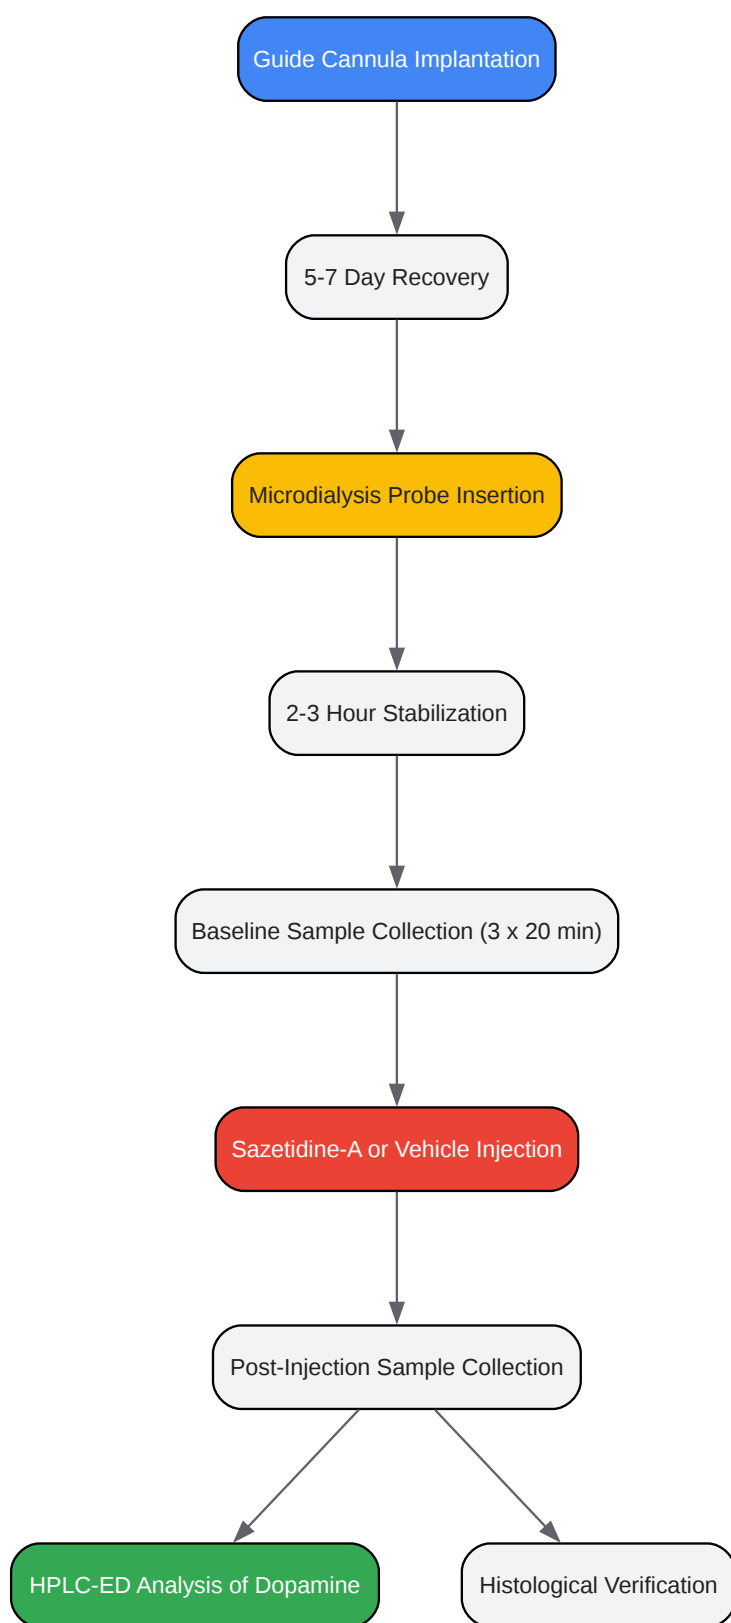 Guide Cannula Implantation
5-7 Day Recovery
Microdialysis Probe Insertion
2-3 Hour Stabilization
Baseline Sample Collection (3 x 20 min)
Sazetidine-A or Vehicle Injection
Post-Injection Sample Collection
HPLC-ED Analysis of Dopamine
Histological Verification